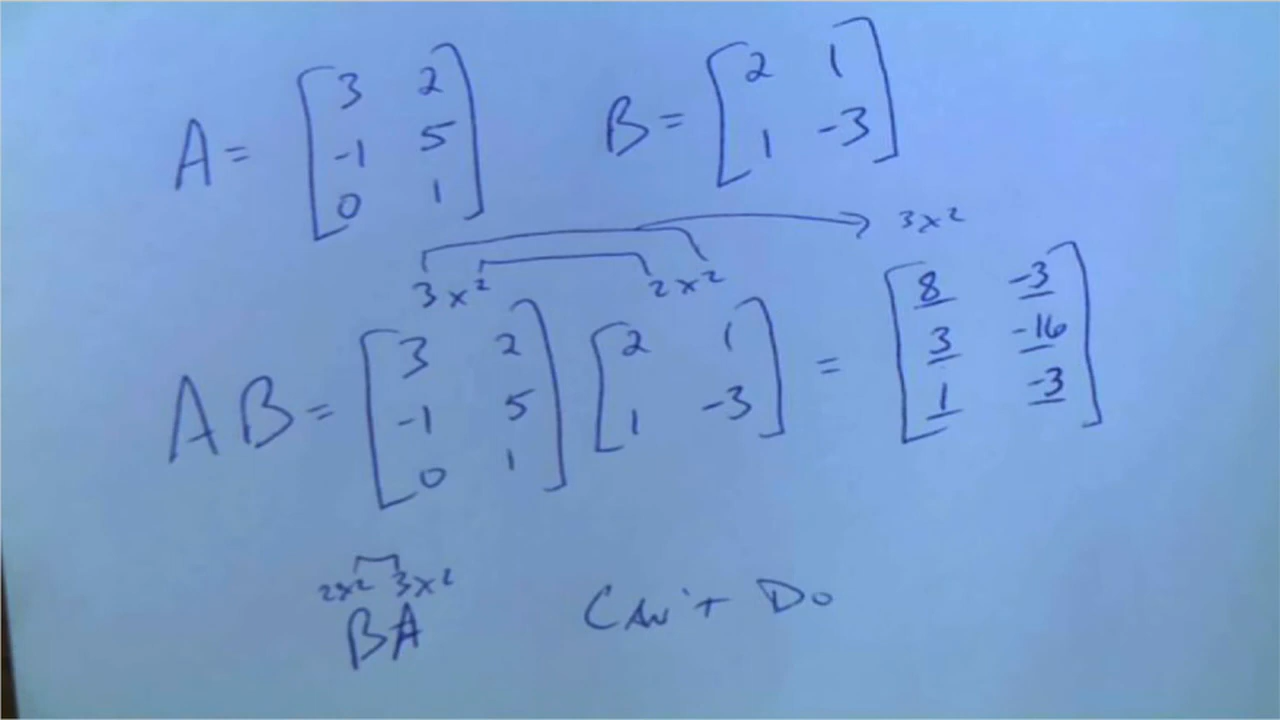 A = [ 3 2 B = [ 2 1
-1 5 1 -3 ]
0 1 ]
3x2
3x2 2x2
AB = [ 3 2 [ 2 1 = [ 8 -3
-1 5 1 -3 ] 3 -16
0 1 ] 1 -3 ]
2x2 3x2
BA Can't Do